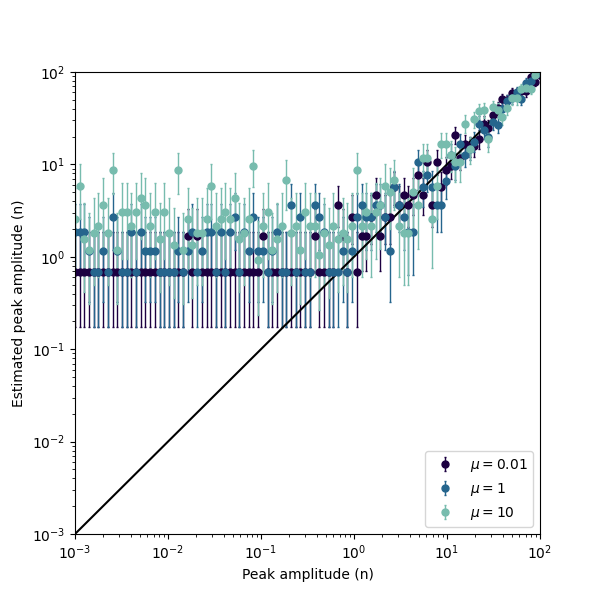 10²
10¹
10⁰
10⁻¹
10⁻²
10⁻³
Estimated peak amplitude (n)
μ = 0.01
μ = 1
μ = 10
10⁻³ 10⁻² 10⁻¹ 10⁰ 10¹ 10²
Peak amplitude (n)